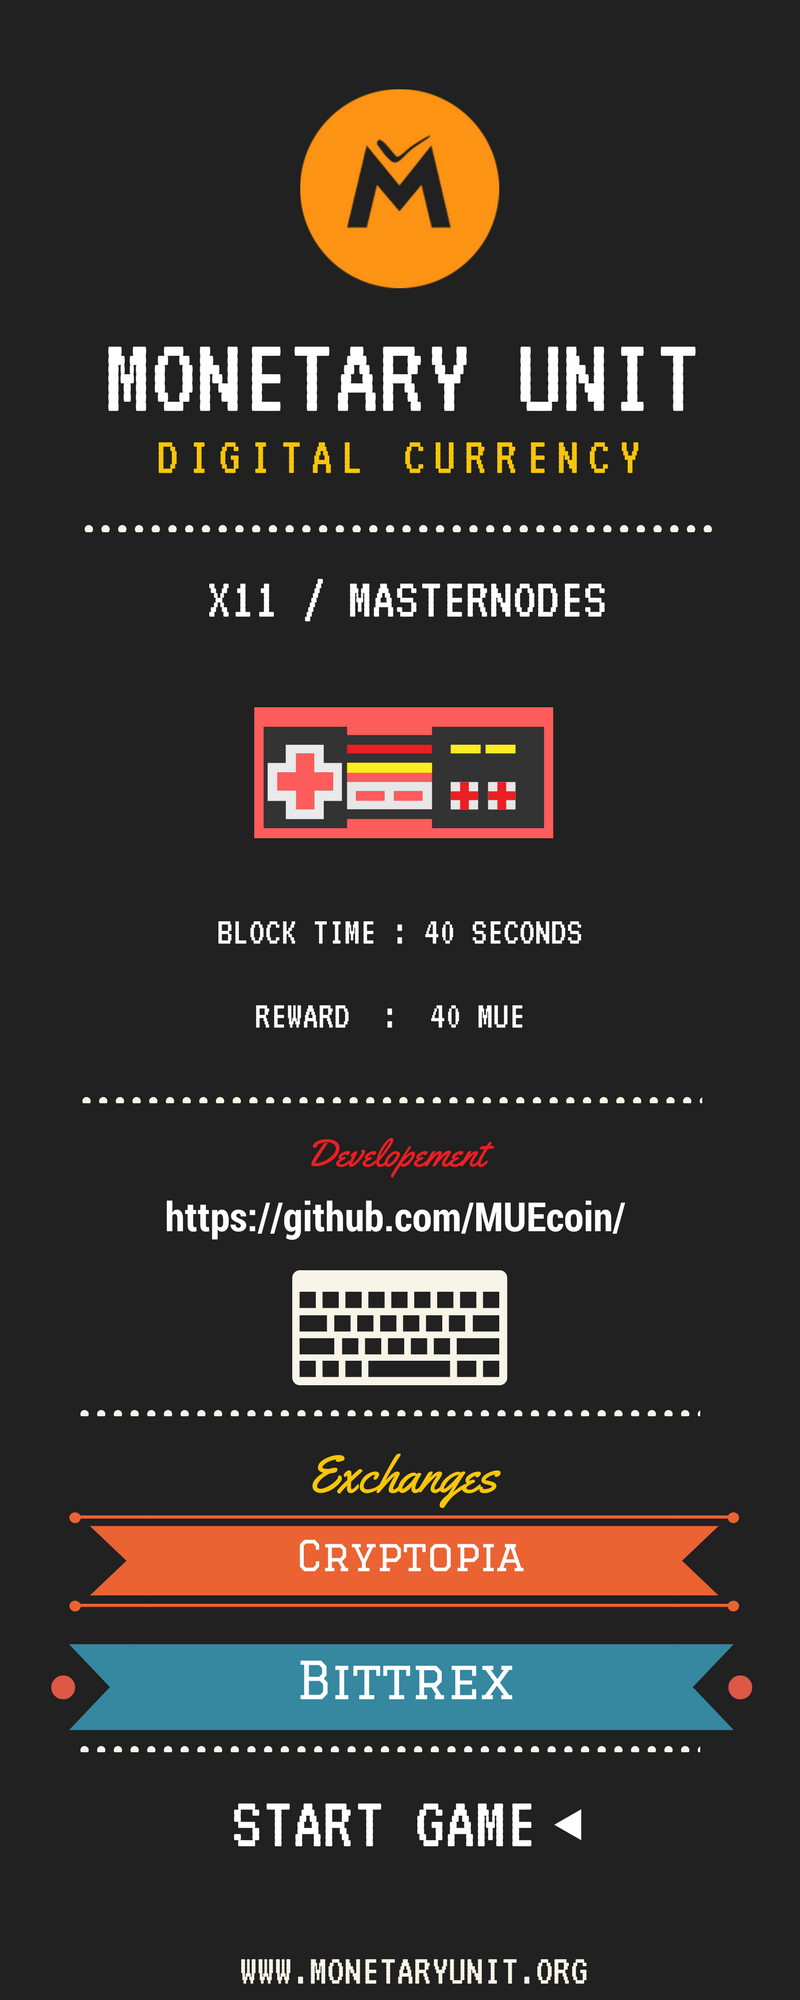 MONETARY UNIT
DIGITAL CURRENCY
X11 / MASTERNODES
BLOCK TIME : 40 SECONDS
REWARD : 40 MUE
Developement
https://github.com/MUEcoin/
Exchanges
CRYPTOPIA
BITTREX
START GAME
WWW.MONETARYUNIT.ORG